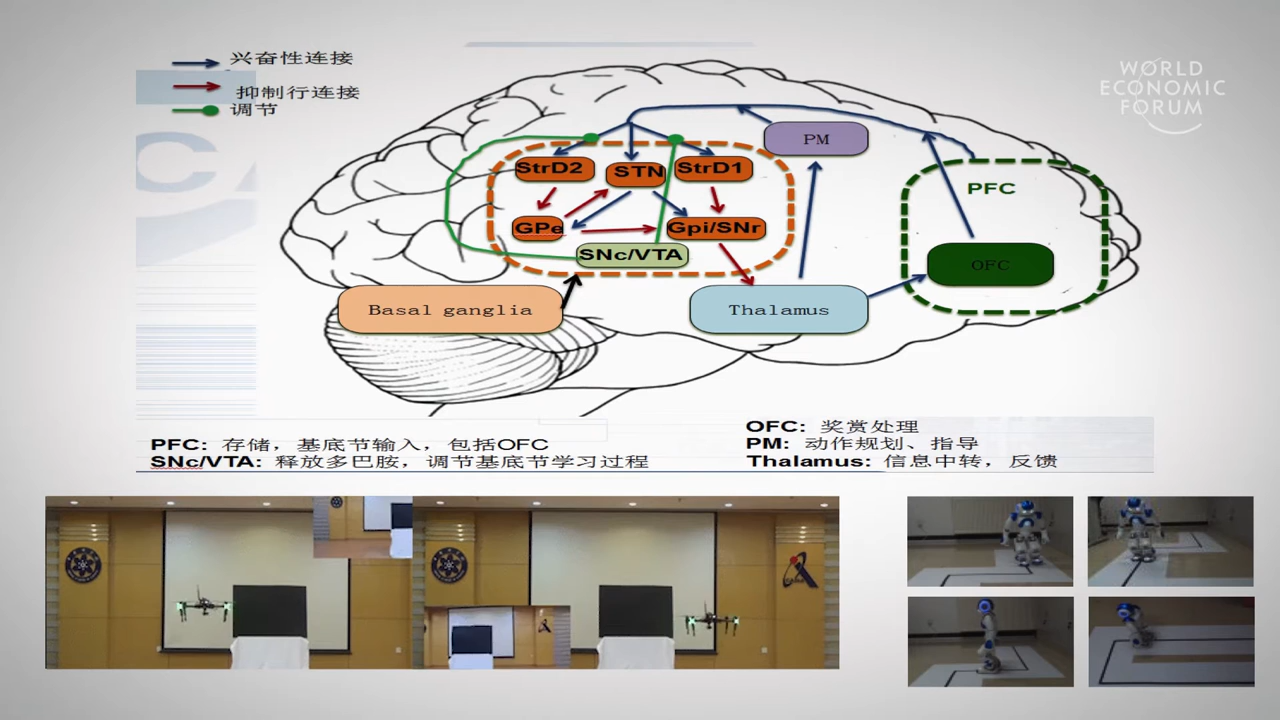 兴奋性连接
抑制行连接
调节
WORLD
ECONOMIC
FORUM
PM
StrD2
STN
StrD1
PFC
GPe
Gpi/SNr
SNc/VTA
OFC
Basal ganglia
Thalamus
PFC: 存储，基底节输入，包括OFC
SNc/VTA: 释放多巴胺，调节基底节学习过程
OFC: 奖赏处理
PM: 动作规划、指导
Thalamus: 信息中转，反馈